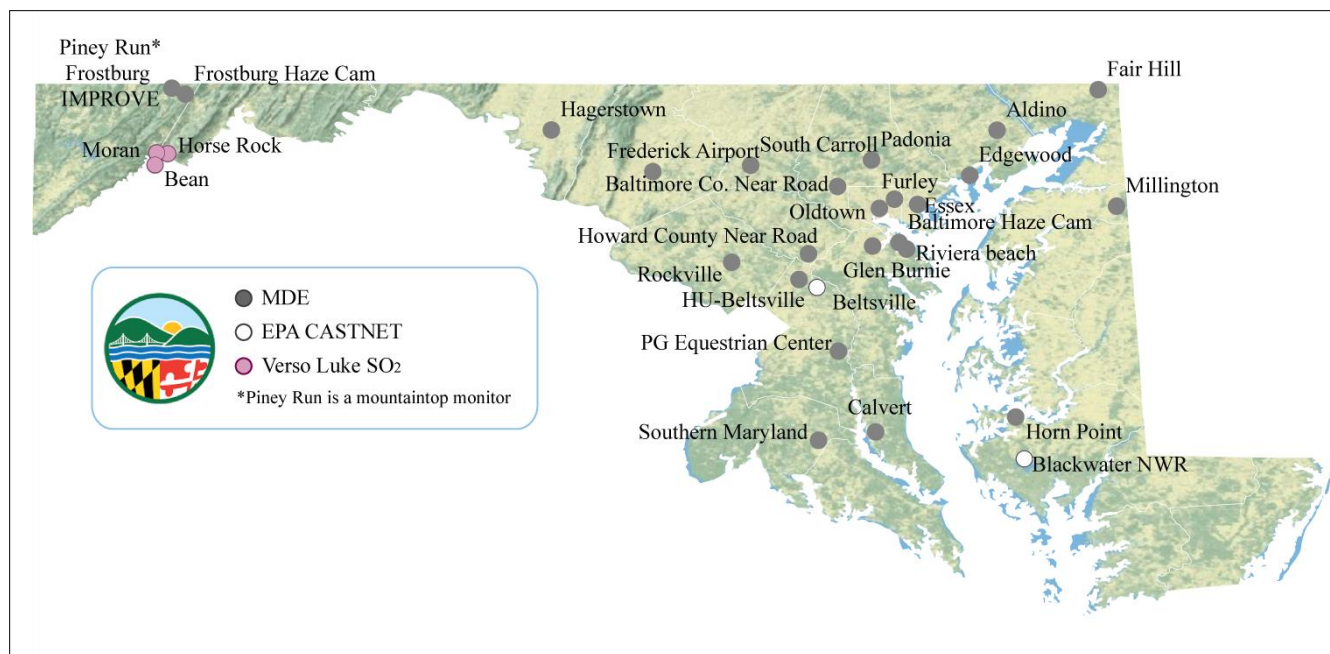 Piney Run*
Frostburg
IMPROVE
Frostburg Haze Cam
Fair Hill
Hagerstown
Aldino
Moran
Horse Rock
Bean
Frederick Airport
South Carroll
Padonia
Edgewood
Baltimore Co. Near Road
Furley
Millington
Oldtown
Essex
Baltimore Haze Cam
Howard County Near Road
Riviera beach
Rockville
Glen Burnie
HU-Beltsville
Beltsville
MDE
EPA CASTNET
Verso Luke SO2
*Piney Run is a mountaintop monitor
PG Equestrian Center
Calvert
Southern Maryland
Horn Point
Blackwater NWR